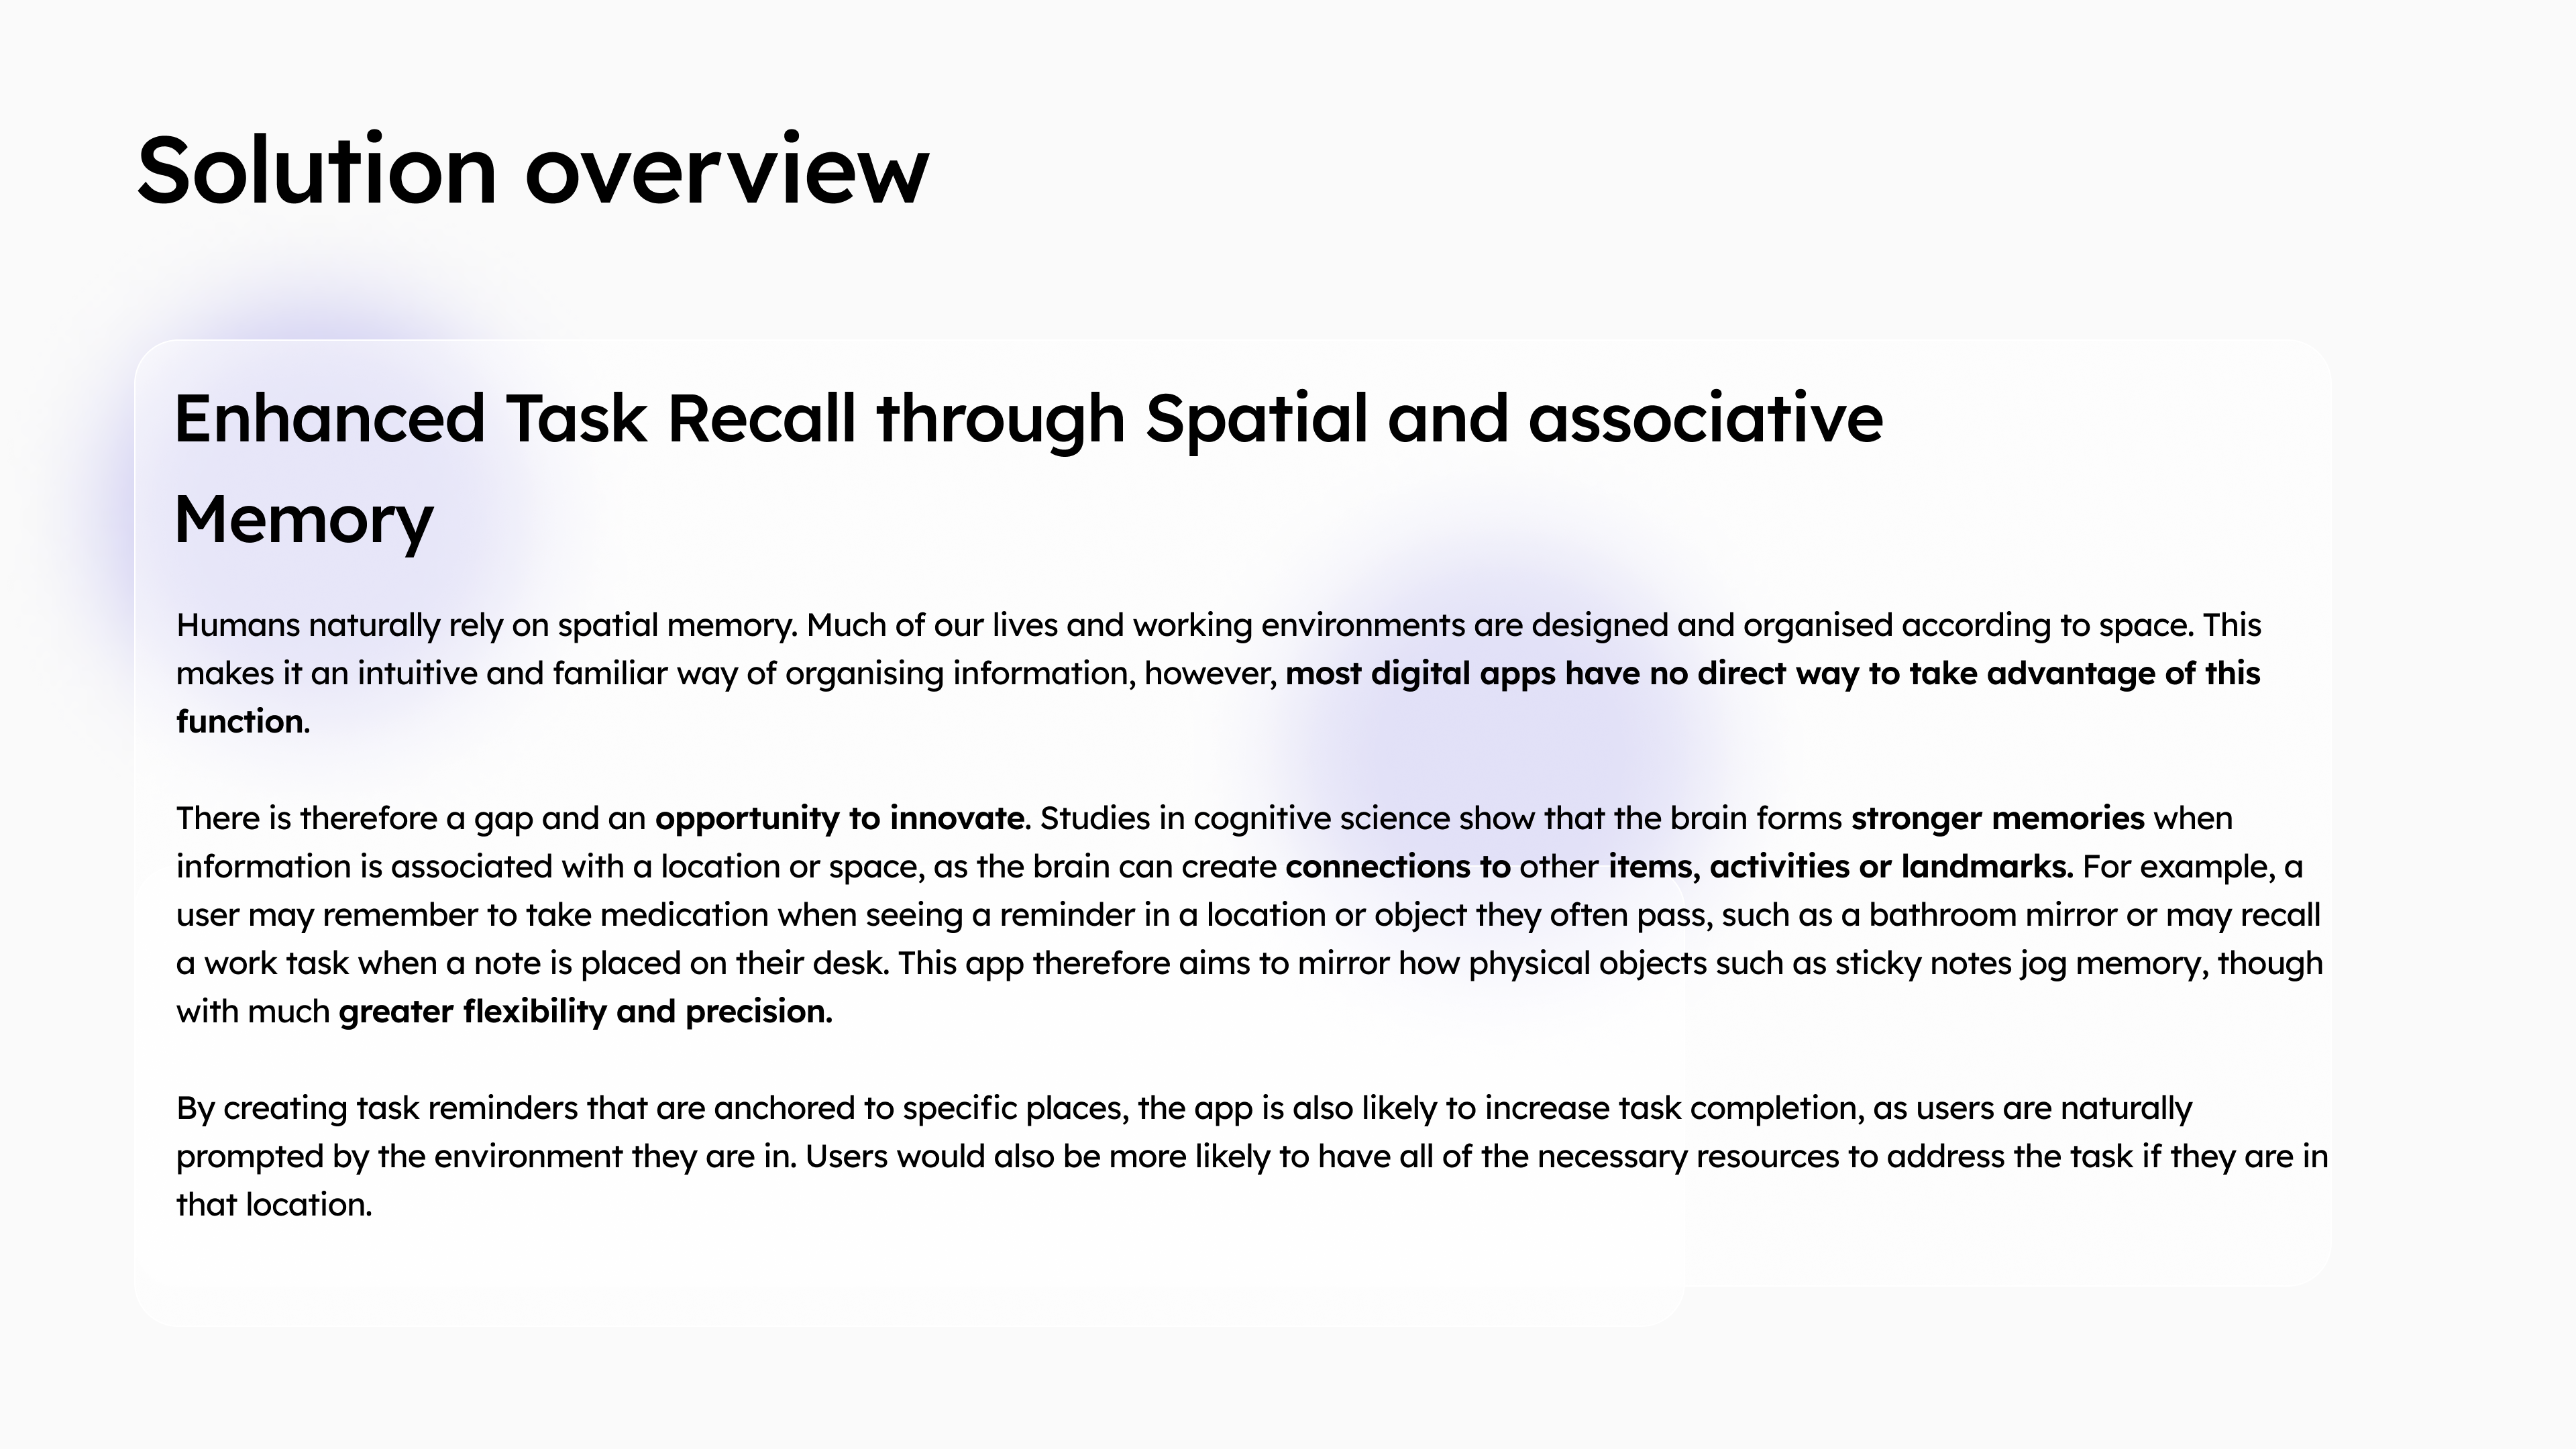 Solution overview
Enhanced Task Recall through Spatial and associative
Memory
Humans naturally rely on spatial memory. Much of our lives and working environments are designed and organised according to space. This
makes it an intuitive and familiar way of organising information, however, most digital apps have no direct way to take advantage of this
function.
There is therefore a gap and an opportunity to innovate. Studies in cognitive science show that the brain forms stronger memories when
information is associated with a location or space, as the brain can create connections to other items, activities or landmarks. For example, a
user may remember to take medication when seeing a reminder in a location or object they often pass, such as a bathroom mirror or may recall
a work task when a note is placed on their desk. This app therefore aims to mirror how physical objects such as sticky notes jog memory, though
with much greater flexibility and precision.
By creating task reminders that are anchored to specific places, the app is also likely to increase task completion, as users are naturally
prompted by the environment they are in. Users would also be more likely to have all of the necessary resources to address the task if they are in
that location.